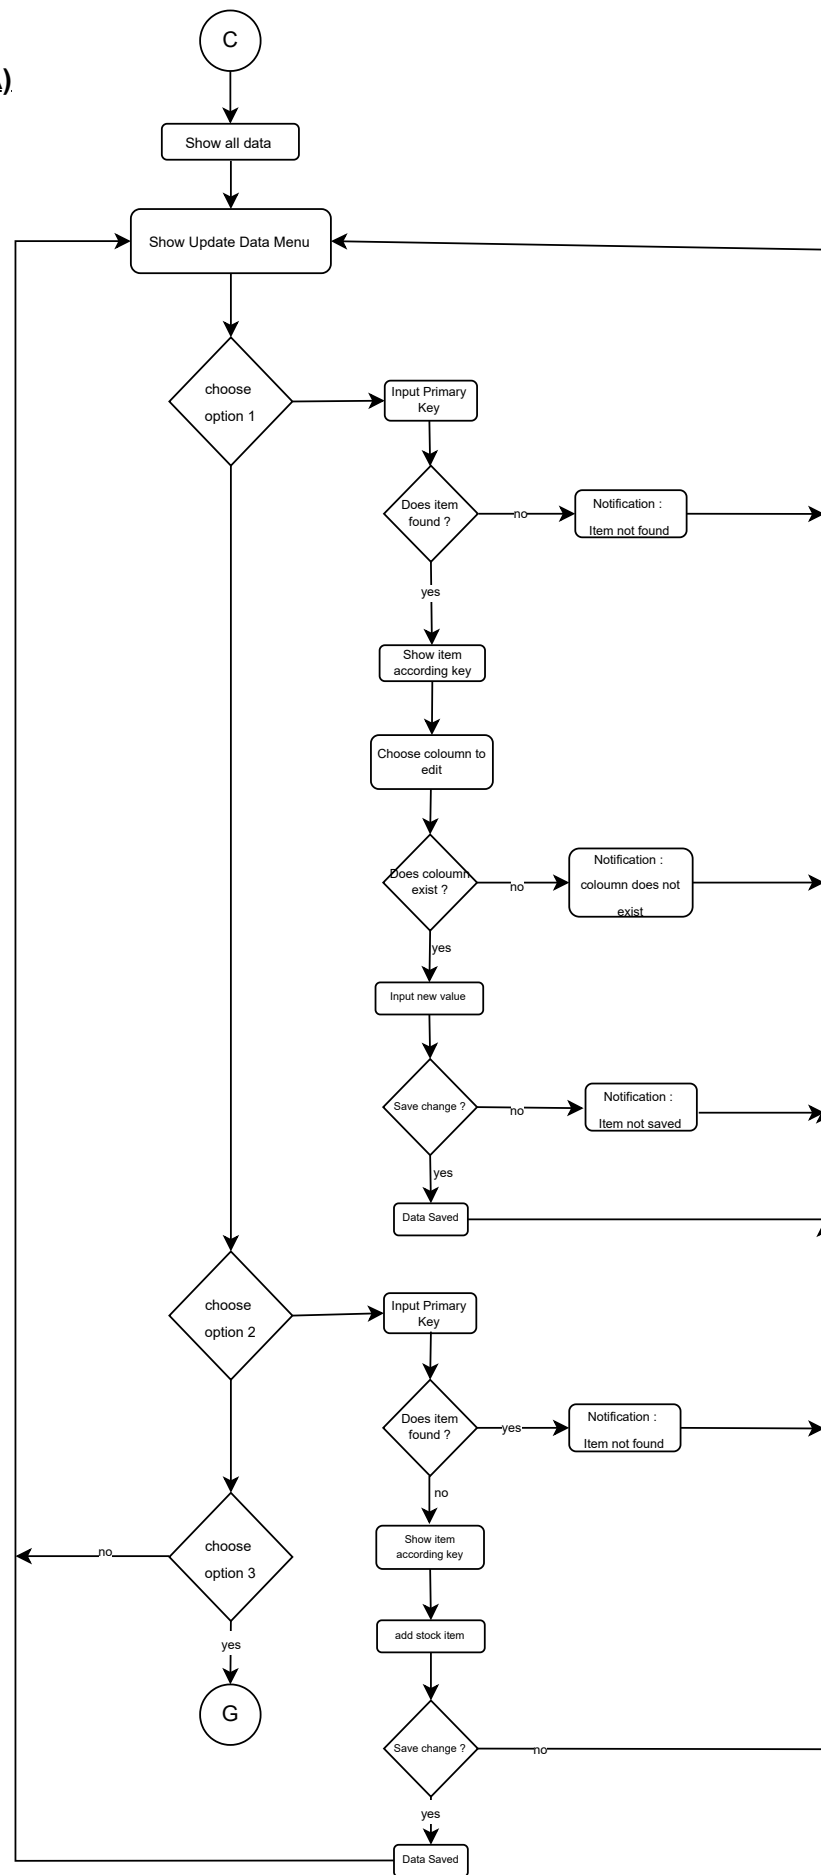 C
)
Show all data
Show Update Data Menu
choose
option 1
Input Primary
Key
Does item
found ?
no
Notification :
Item not found
yes
Show item
according key
Choose coloumn to
edit
Does coloumn
exist ?
no
Notification :
coloumn does not
exist
yes
Input new value
Save change ?
no
Notification :
Item not saved
yes
Data Saved
choose
option 2
Input Primary
Key
Does item
found ?
yes
Notification :
Item not found
no
Show item
according key
choose
option 3
no
yes
add stock item
G
Save change ?
no
yes
Data Saved